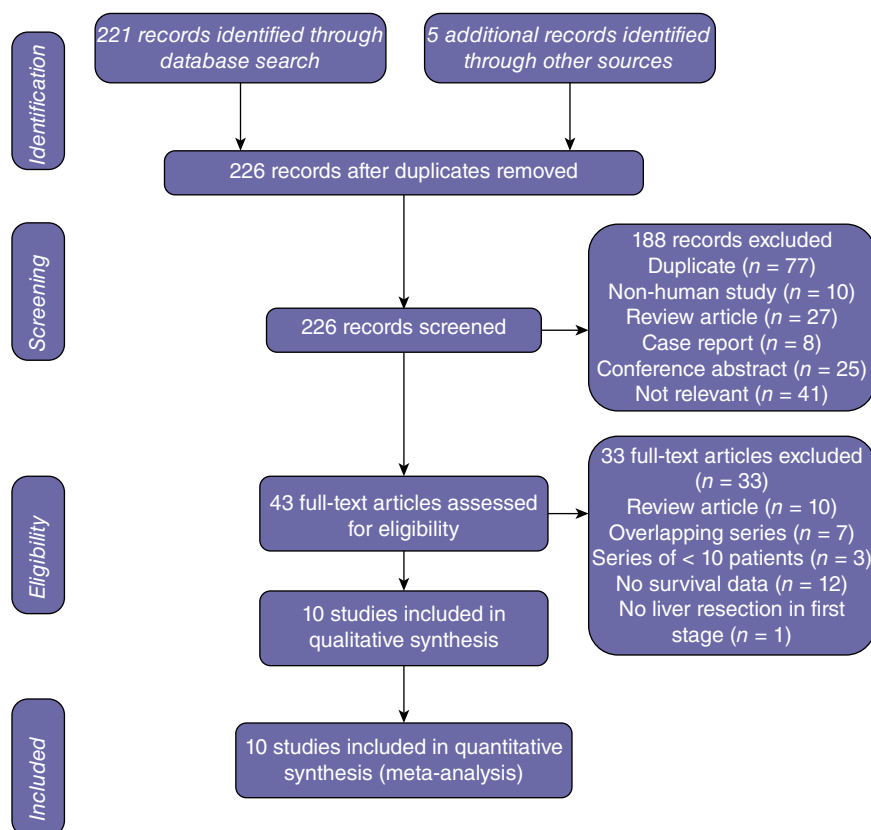 Identification
221 records identified through
database search
5 additional records identified
through other sources
226 records after duplicates removed
Screening
226 records screened
188 records excluded
Duplicate (n = 77)
Non-human study (n = 10)
Review article (n = 27)
Case report (n = 8)
Conference abstract (n = 25)
Not relevant (n = 41)
Eligibility
43 full-text articles assessed
for eligibility
33 full-text articles excluded
(n = 33)
Review article (n = 10)
Overlapping series (n = 7)
Series of < 10 patients (n = 3)
No survival data (n = 12)
No liver resection in first
stage (n = 1)
10 studies included in
qualitative synthesis
Included
10 studies included in quantitative
synthesis (meta-analysis)